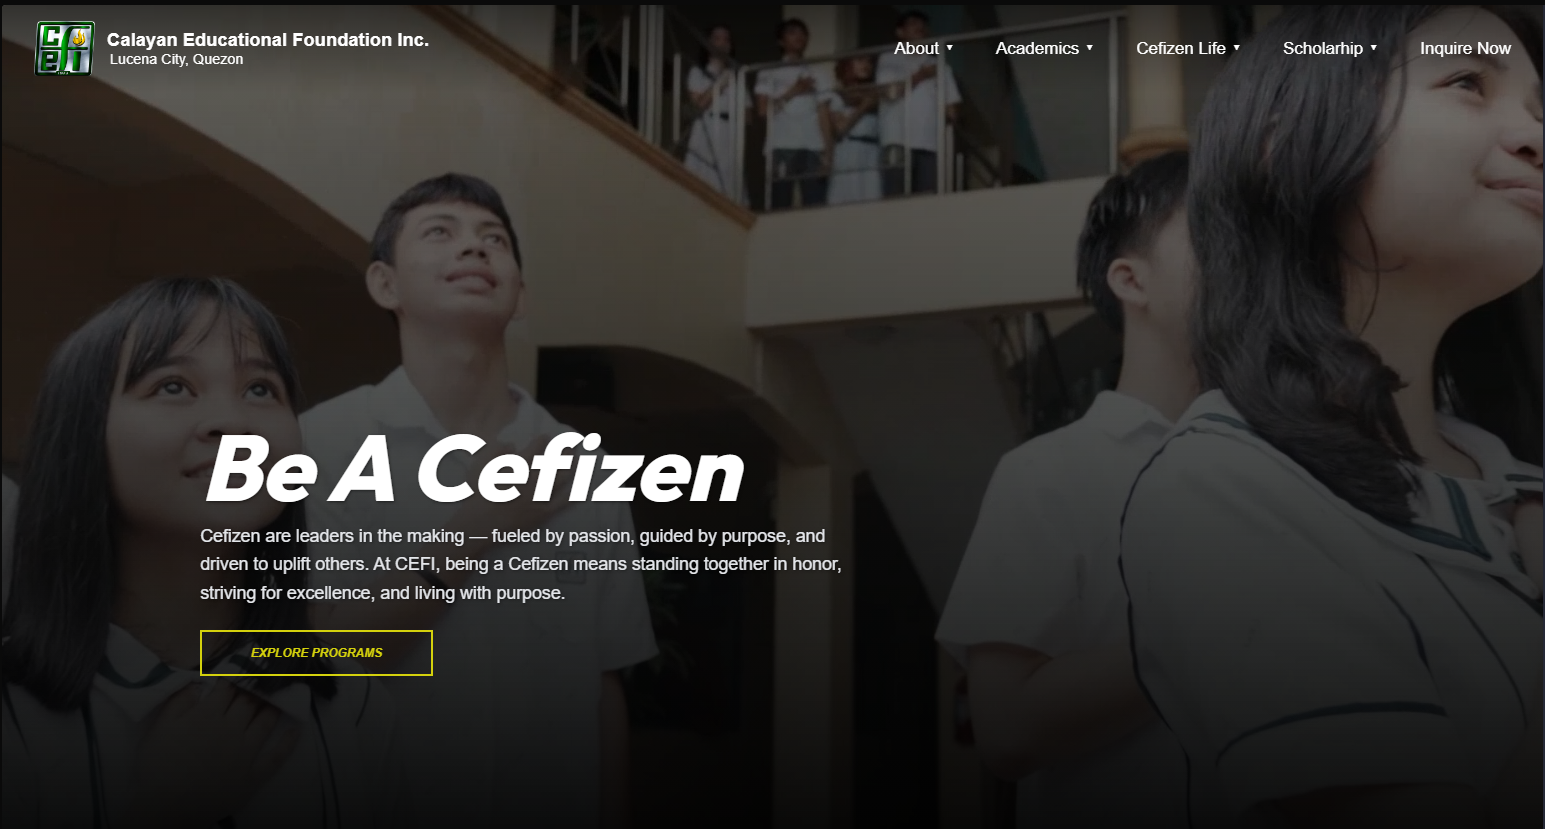 cefi
Calayan Educational Foundation Inc.
Lucena City, Quezon
About ▼
Academics ▼
Cefizen Life ▼
Scholarhip ▼
Inquire Now
Be A Cefizen
Cefizen are leaders in the making — fueled by passion, guided by purpose, and
driven to uplift others. At CEFI, being a Cefizen means standing together in honor,
striving for excellence, and living with purpose.
EXPLORE PROGRAMS